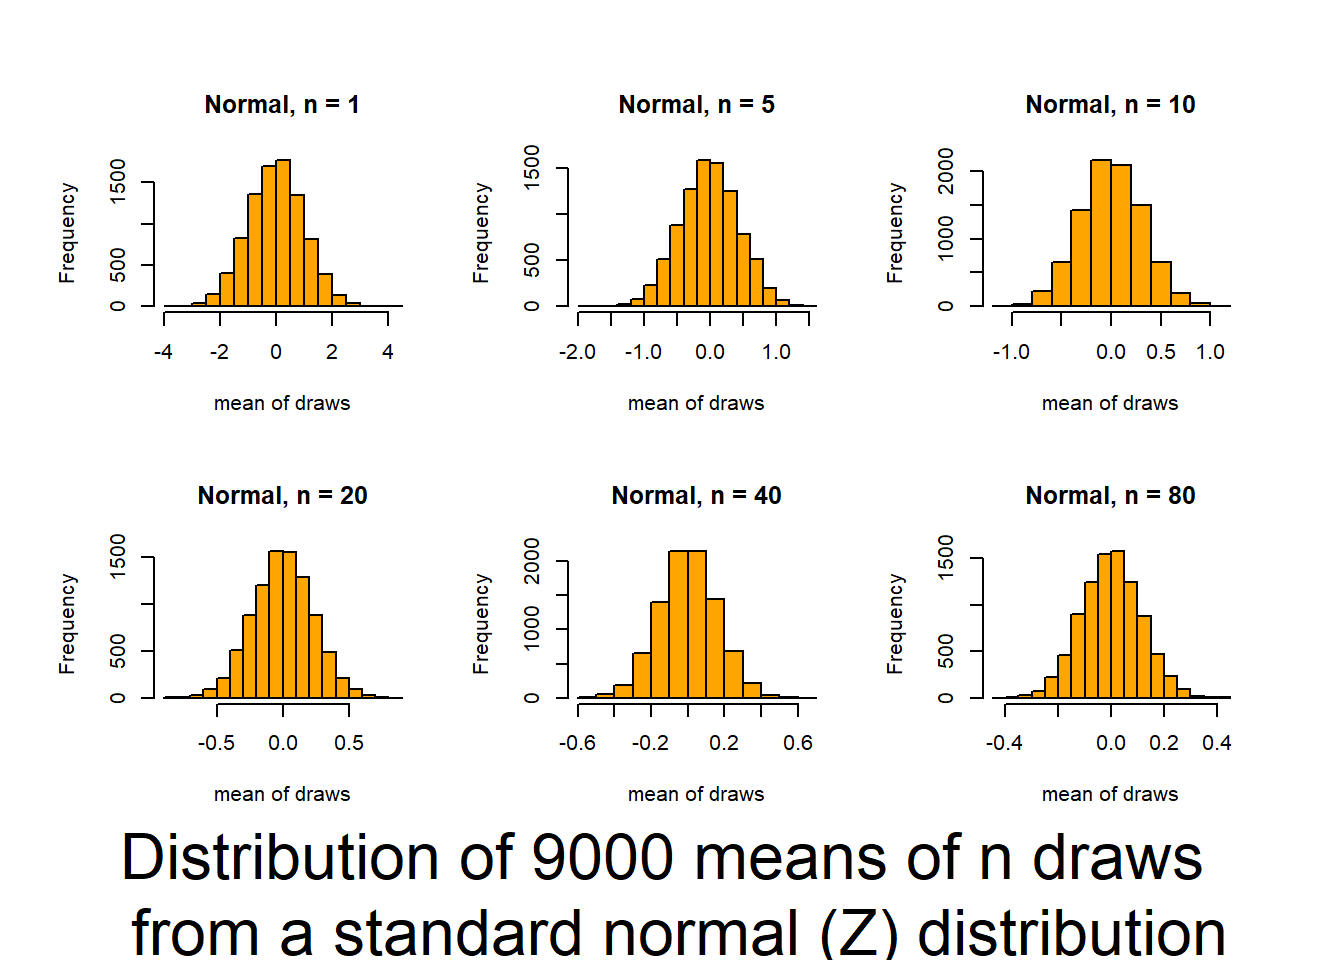 Normal, n = 1
Frequency
0 500 1500
-4 -2 0 2 4
mean of draws
Normal, n = 5
Frequency
0 500 1500
-2.0 -1.0 0.0 1.0
mean of draws
Normal, n = 10
Frequency
0 1000 2000
-1.0 0.0 0.5 1.0
mean of draws
Normal, n = 20
Frequency
0 500 1500
-0.5 0.0 0.5
mean of draws
Normal, n = 40
Frequency
0 1000 2000
-0.6 -0.2 0.2 0.6
mean of draws
Normal, n = 80
Frequency
0 500 1500
-0.4 0.0 0.2 0.4
mean of draws
Distribution of 9000 means of n draws
from a standard normal (Z) distribution